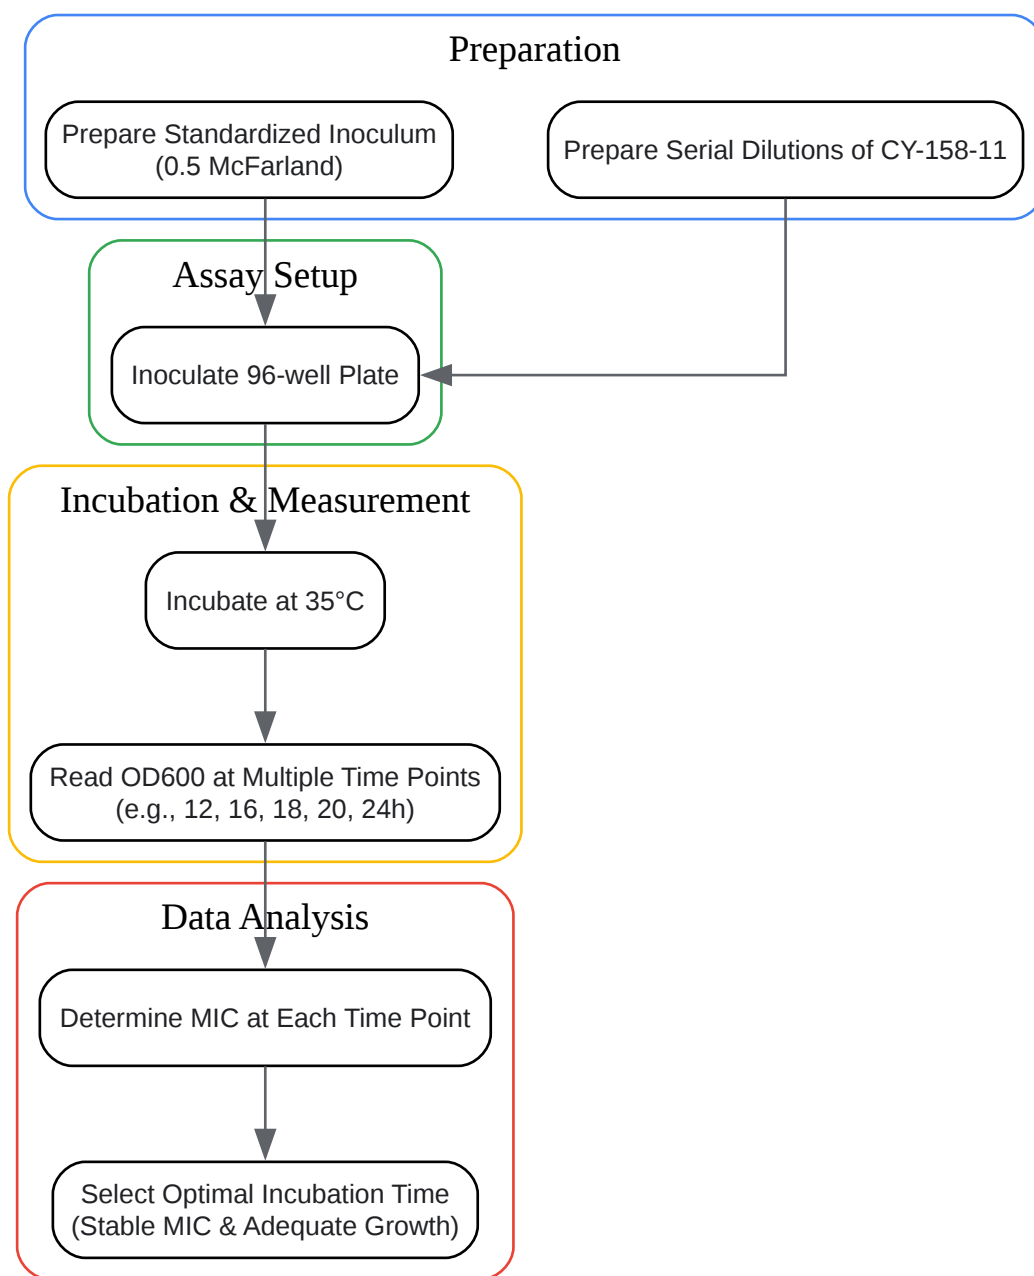 Preparation
Prepare Standardized Inoculum
(0.5 McFarland)
Prepare Serial Dilutions of CY-158-11
Assay Setup
Inoculate 96-well Plate
Incubation & Measurement
Incubate at 35°C
Read OD600 at Multiple Time Points
(e.g., 12, 16, 18, 20, 24h)
Data Analysis
Determine MIC at Each Time Point
Select Optimal Incubation Time
(Stable MIC & Adequate Growth)